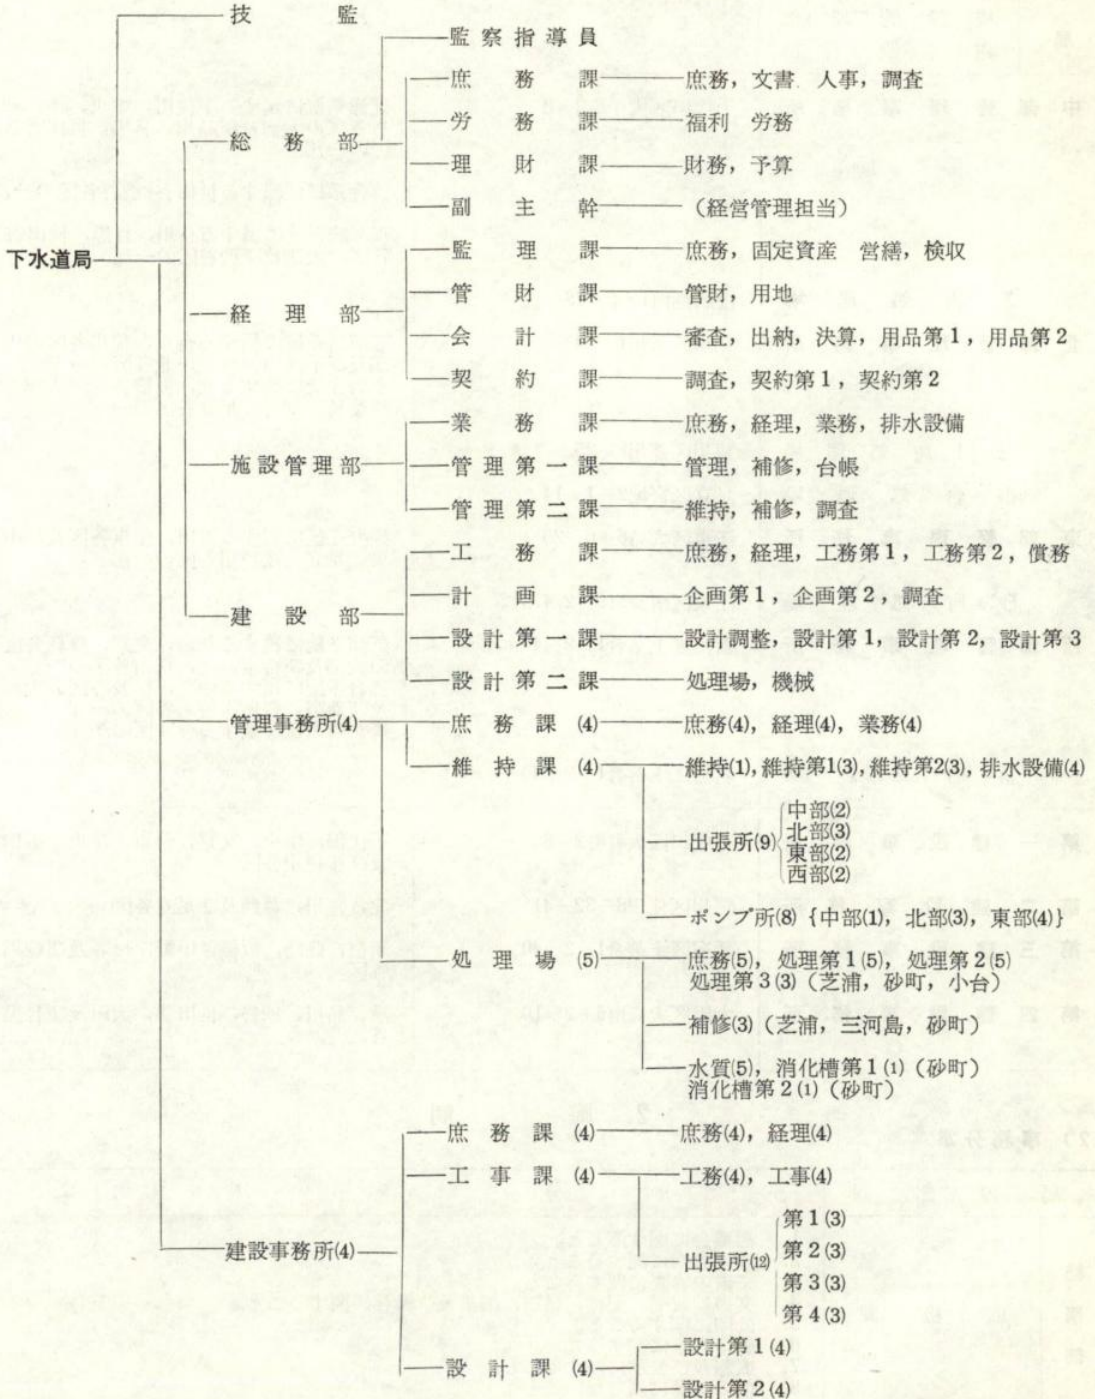 技監
監察指導員
庶務課 庶務，文書 人事，調査
労務課 福利 労務
総務部
理財課 財務，予算
副主幹 （経営管理担当）
下水道局
監理課 庶務，固定資産 営繕，検収
管財課 管財，用地
経理部
会計課 審査，出納，決算，用品第1，用品第2
契約課 調査，契約第1，契約第2
業務課 庶務，経理，業務，排水設備
施設管理部 管理第一課 管理，補修，台帳
管理第二課 維持，補修，調査
工務課 庶務，経理，工務第1，工務第2，償務
計画課 企画第1，企画第2，調査
建設部
設計第一課 設計調整，設計第1，設計第2，設計第3
設計第二課 処理場，機械
管理事務所(4) 庶務課(4) 庶務(4)，経理(4)，業務(4)
維持課(4) 維持(1)，維持第1(3)，維持第2(3)，排水設備(4)
出張所(9)
中部(2)
北部(3)
東部(2)
西部(2)
ポンプ所(8) {中部(1)，北部(3)，東部(4)}
処理場(5) 庶務(5)，処理第1(5)，処理第2(5)
処理第3(3)（芝浦，砂町，小台）
補修(3)（芝浦，三河島，砂町）
水質(5)，消化槽第1(1)（砂町）
消化槽第2(1)（砂町）
庶務課(4) 庶務(4)，経理(4)
工事課(4) 工務(4)，工事(4)
建設事務所(4)
出張所(12)
第1(3)
第2(3)
第3(3)
第4(3)
設計課(4)
設計第1(4)
設計第2(4)